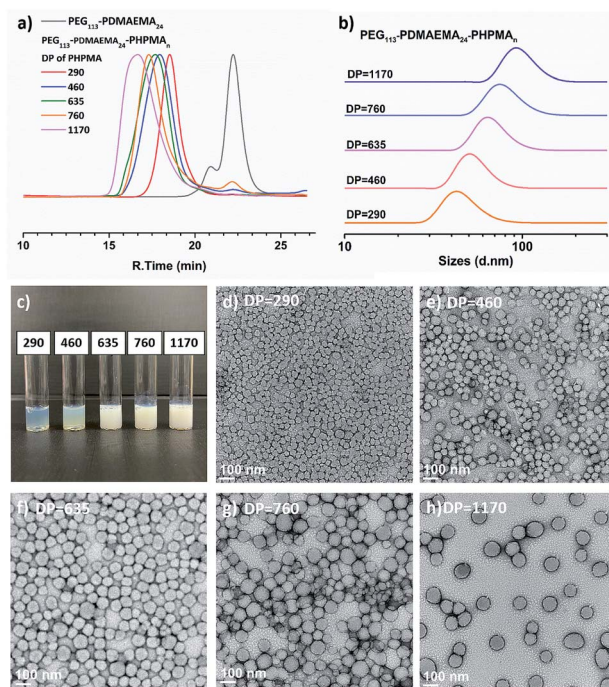 a)
PEG₁₁₃-PDMAEMA₂₄
PEG₁₁₃-PDMAEMA₂₄-PHPMAₙ
DP of PHPMA
290
460
635
760
1170
10 15 20 25
R.Time (min)
b)
PEG₁₁₃-PDMAEMA₂₄-PHPMAₙ
DP=1170
DP=760
DP=635
DP=460
DP=290
10 100
Sizes (d.nm)
c)
290 460 635 760 1170
d) DP=290
100 nm
e) DP=460
100 nm
f) DP=635
100 nm
g) DP=760
100 nm
h)DP=1170
100 nm